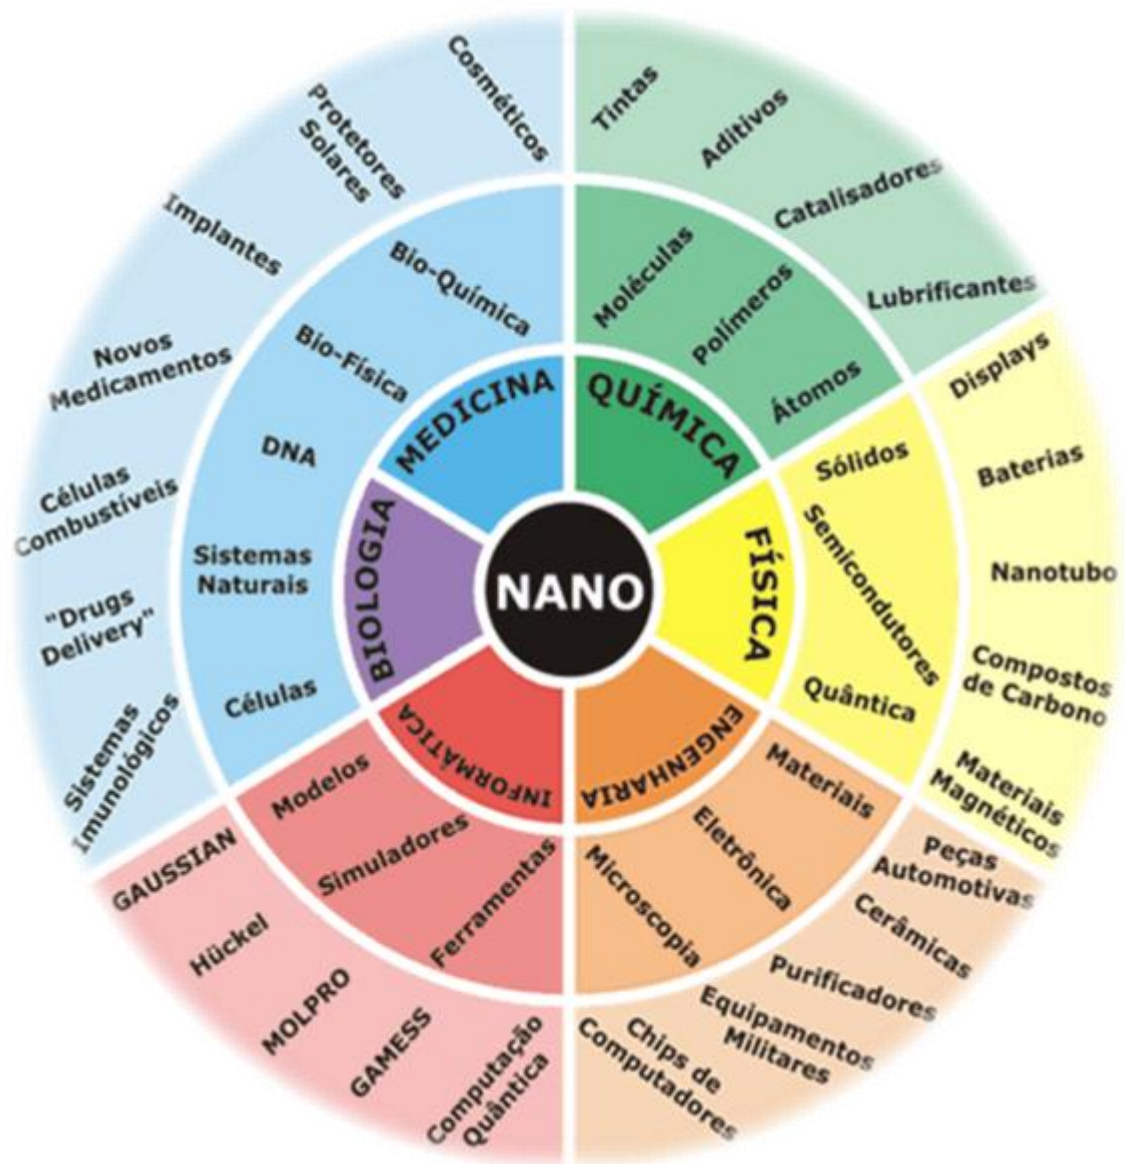 NANO
MEDICINA
QUÍMICA
FÍSICA
ENGENHARIA
INFORMÁTICA
BIOLOGIA
Bio-Química
Bio-Física
DNA
Sistemas
Naturais
Células
Moléculas
Polímeros
Átomos
Sólidos
Semicondutores
Quântica
Materiais
Eletrônica
Microscopia
Ferramentas
Simuladores
Modelos
Cosméticos
Protetores
Solares
Implantes
Novos
Medicamentos
Células
Combustíveis
"Drugs
Delivery"
Sistemas
Imunológicos
Tintas
Aditivos
Catalisadores
Lubrificantes
Displays
Baterias
Nanotubo
Compostos
de Carbono
Materiais
Magnéticos
Peças
Automotivas
Cerâmicas
Purificadores
Equipamentos
Militares
Chips de
Computadores
Computação
Quântica
GAMESS
MOLPRO
Hückel
GAUSSIAN